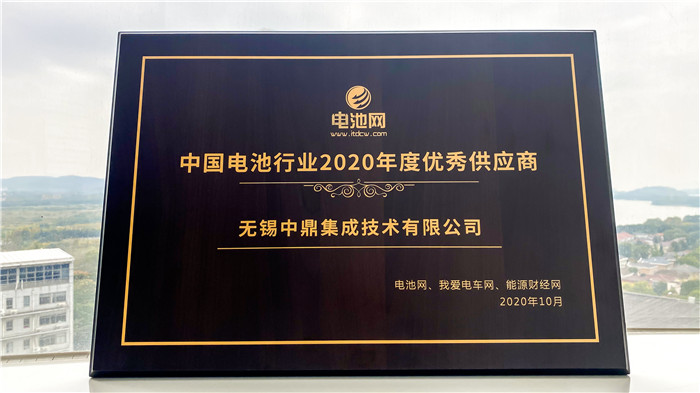 电池网
www.itdcw.com
中国电池行业2020年度优秀供应商
无锡中鼎集成技术有限公司
电池网、我爱电车网、能源财经网
2020年10月